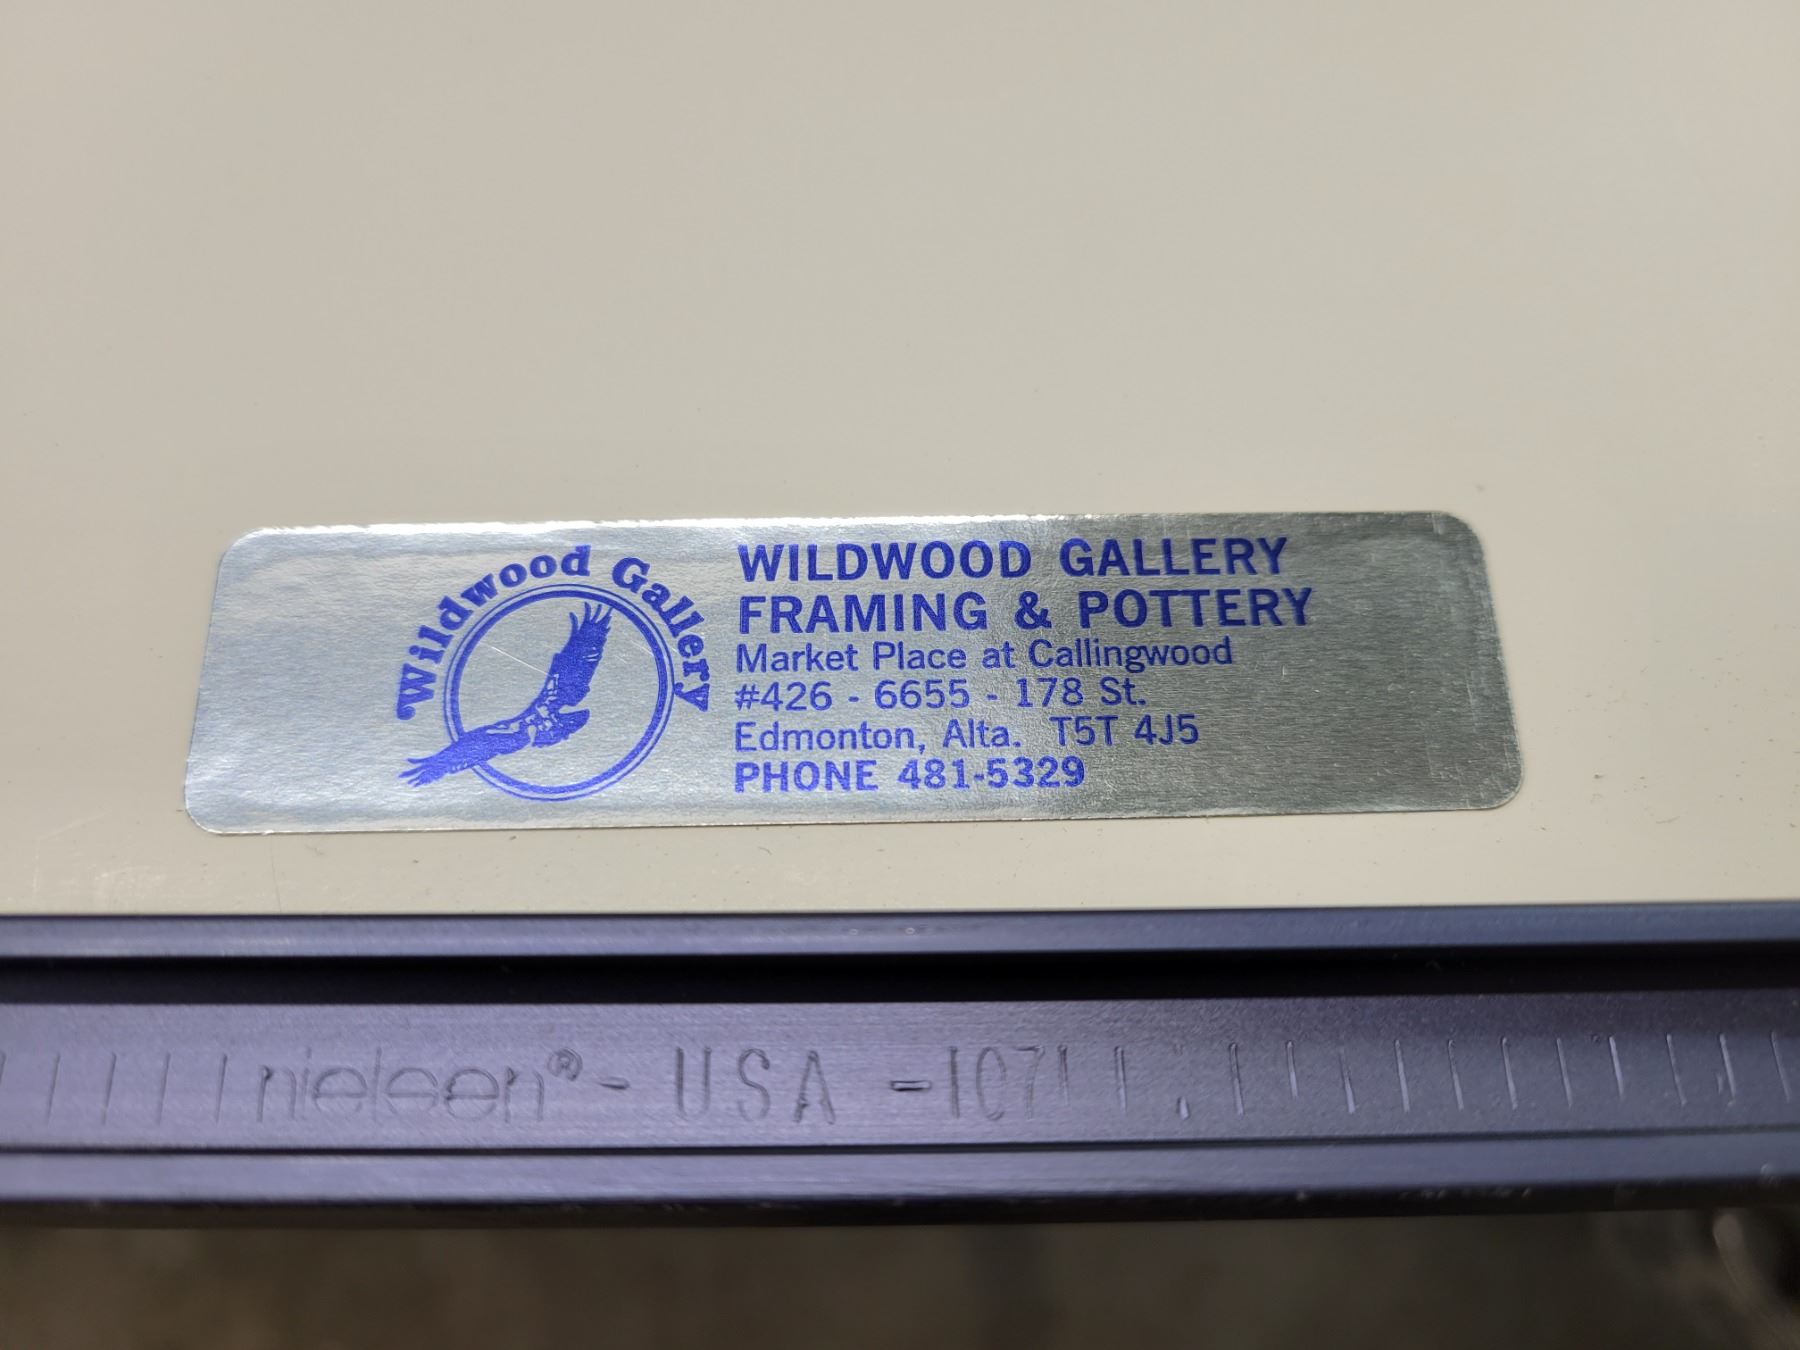 Wildwood Gallery
WILDWOOD GALLERY
FRAMING & POTTERY
Market Place at Callingwood
#426 - 6655 - 178 St.
Edmonton, Alta. T5T 4J5
PHONE 481-5329
nielsen® - USA - 107